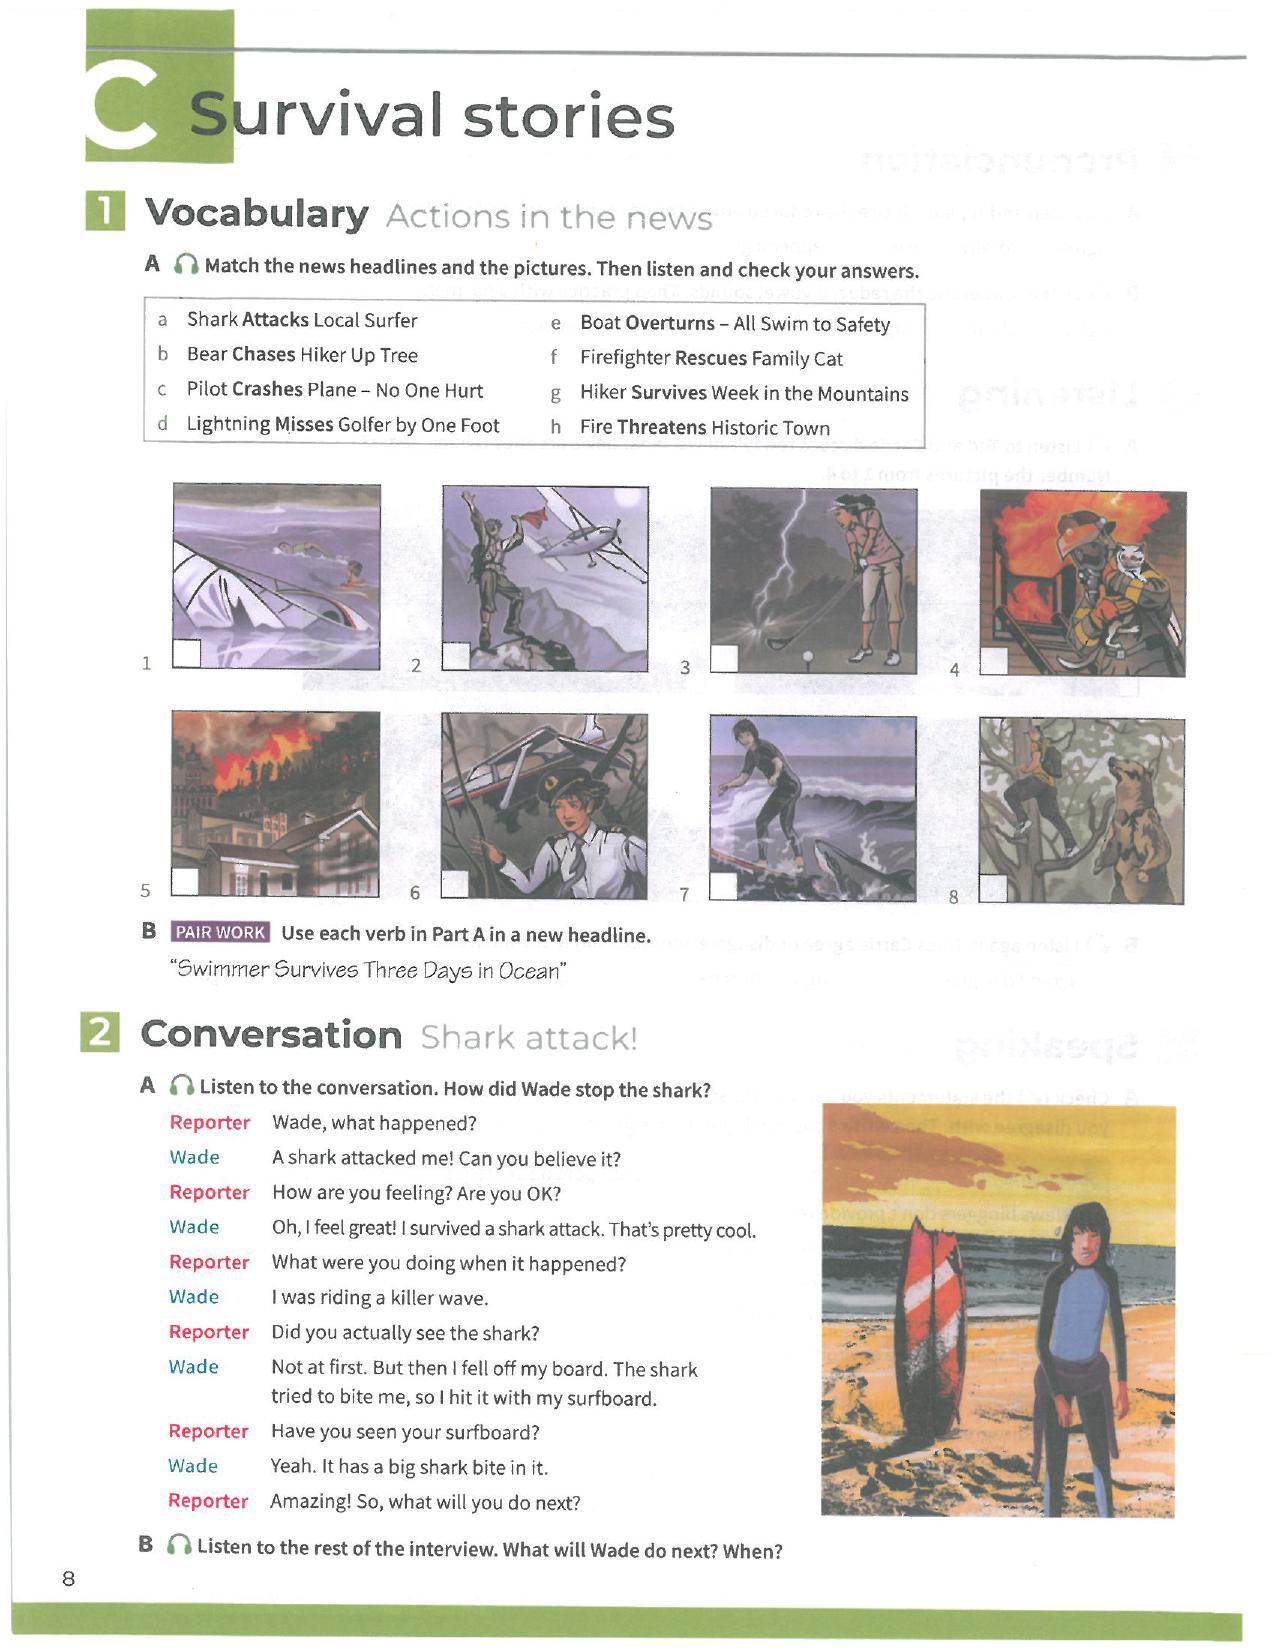 C Survival stories
1 Vocabulary Actions in the news
A Match the news headlines and the pictures. Then listen and check your answers.
a Shark Attacks Local Surfer
b Bear Chases Hiker Up Tree
c Pilot Crashes Plane – No One Hurt
d Lightning Misses Golfer by One Foot
e Boat Overturns – All Swim to Safety
f Firefighter Rescues Family Cat
g Hiker Survives Week in the Mountains
h Fire Threatens Historic Town
1
2
3
4
5
6
7
8
B PAIR WORK Use each verb in Part A in a new headline.
“Swimmer Survives Three Days in Ocean”
2 Conversation Shark attack!
A Listen to the conversation. How did Wade stop the shark?
Reporter Wade, what happened?
Wade A shark attacked me! Can you believe it?
Reporter How are you feeling? Are you OK?
Wade Oh, I feel great! I survived a shark attack. That’s pretty cool.
Reporter What were you doing when it happened?
Wade I was riding a killer wave.
Reporter Did you actually see the shark?
Wade Not at first. But then I fell off my board. The shark
tried to bite me, so I hit it with my surfboard.
Reporter Have you seen your surfboard?
Wade Yeah. It has a big shark bite in it.
Reporter Amazing! So, what will you do next?
B Listen to the rest of the interview. What will Wade do next? When?
8